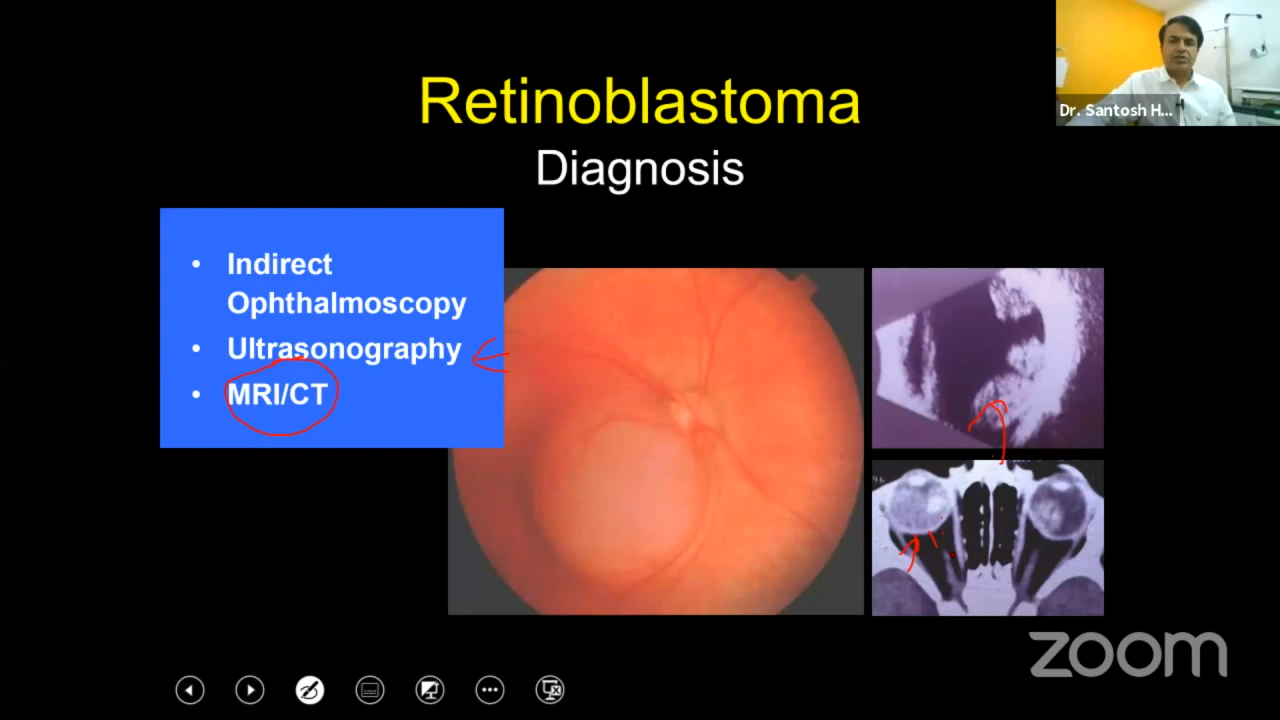 Retinoblastoma
Diagnosis
Dr. Santosh H...
• Indirect
Ophthalmoscopy
• Ultrasonography
• MRI/CT
zoom